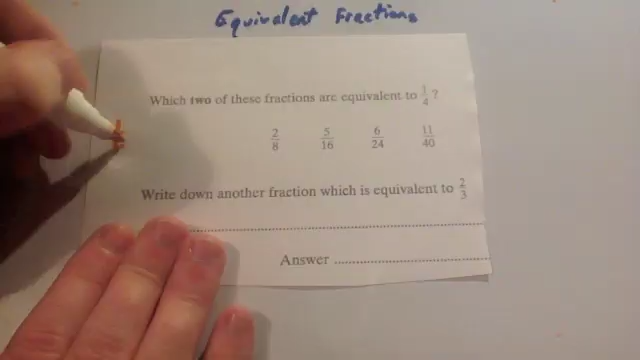 Equivalent Fractions
Which two of these fractions are equivalent to 1/4 ?
2/8 5/16 6/24 11/40
Write down another fraction which is equivalent to 2/3
Answer